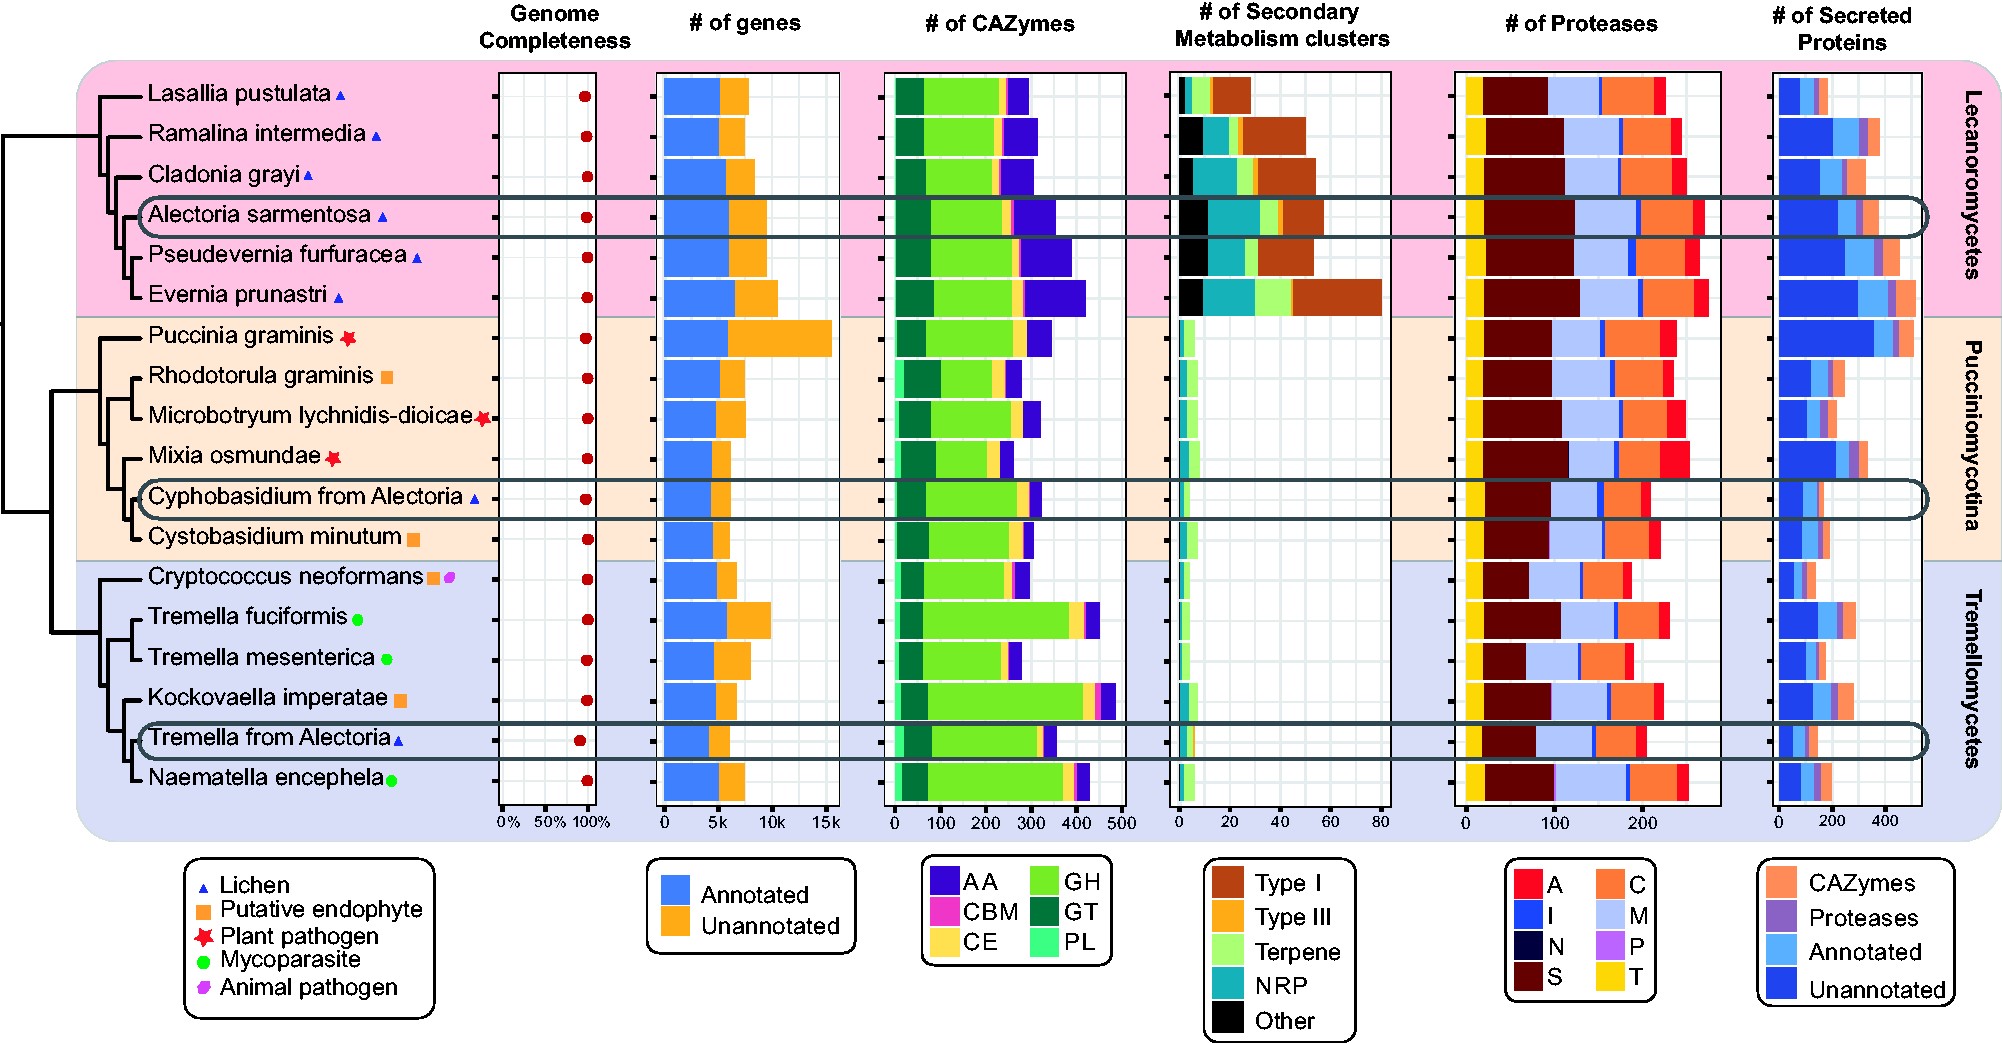 Genome
Completeness
# of genes
# of CAZymes
# of Secondary
Metabolism clusters
# of Proteases
# of Secreted
Proteins
Lasallia pustulata
Ramalina intermedia
Cladonia grayi
Alectoria sarmentosa
Pseudevernia furfuracea
Evernia prunastri
Lecanoromycetes
Puccinia graminis
Rhodotorula graminis
Microbotryum lychnidis-dioicae
Mixia osmundae
Cyphobasidium from Alectoria
Cystobasidium minutum
Pucciniomycotina
Cryptococcus neoformans
Tremella fuciformis
Tremella mesenterica
Kockovaella imperatae
Tremella from Alectoria
Naematella encephela
Tremellomycetes
0% 50% 100%
0 5k 10k 15k
0 100 200 300 400 500
0 20 40 60 80
0 100 200
0 200 400
Lichen
Putative endophyte
Plant pathogen
Mycoparasite
Animal pathogen
Annotated
Unannotated
AA GH
CBM GT
CE PL
Type I
Type III
Terpene
NRP
Other
A C
I M
N P
S T
CAZymes
Proteases
Annotated
Unannotated